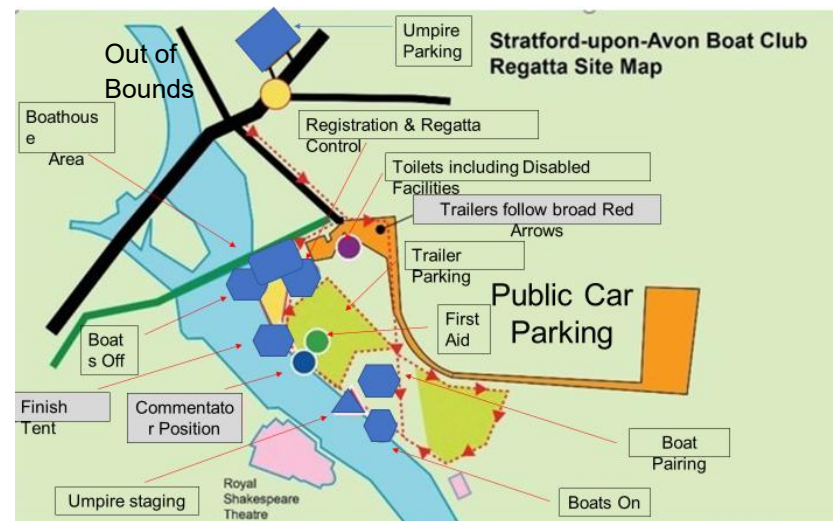 Umpire
Parking
Stratford-upon-Avon Boat Club
Regatta Site Map
Out of
Bounds
Boathous
e
Area
Registration & Regatta
Control
Toilets including Disabled
Facilities
Trailers follow broad Red
Arrows
Trailer
Parking
Public Car
Parking
First
Aid
Boat
s Off
Finish
Tent
Commentato
r Position
Boat
Pairing
Umpire staging
Royal
Shakespeare
Theatre
Boats On